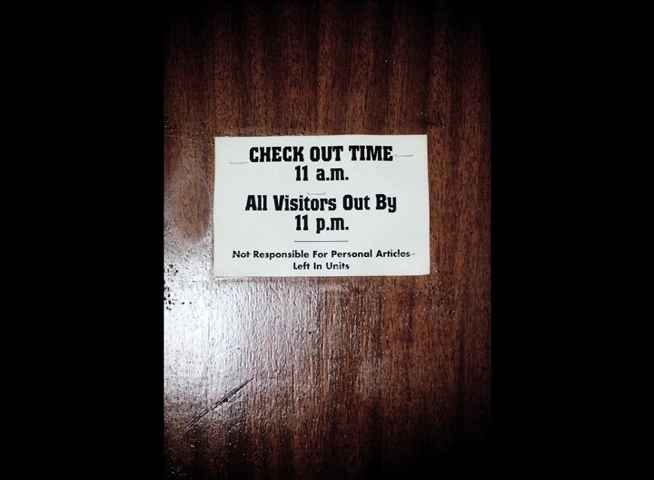 CHECK OUT TIME
11 a.m.
All Visitors Out By
11 p.m.
Not Responsible For Personal Articles
Left In Units